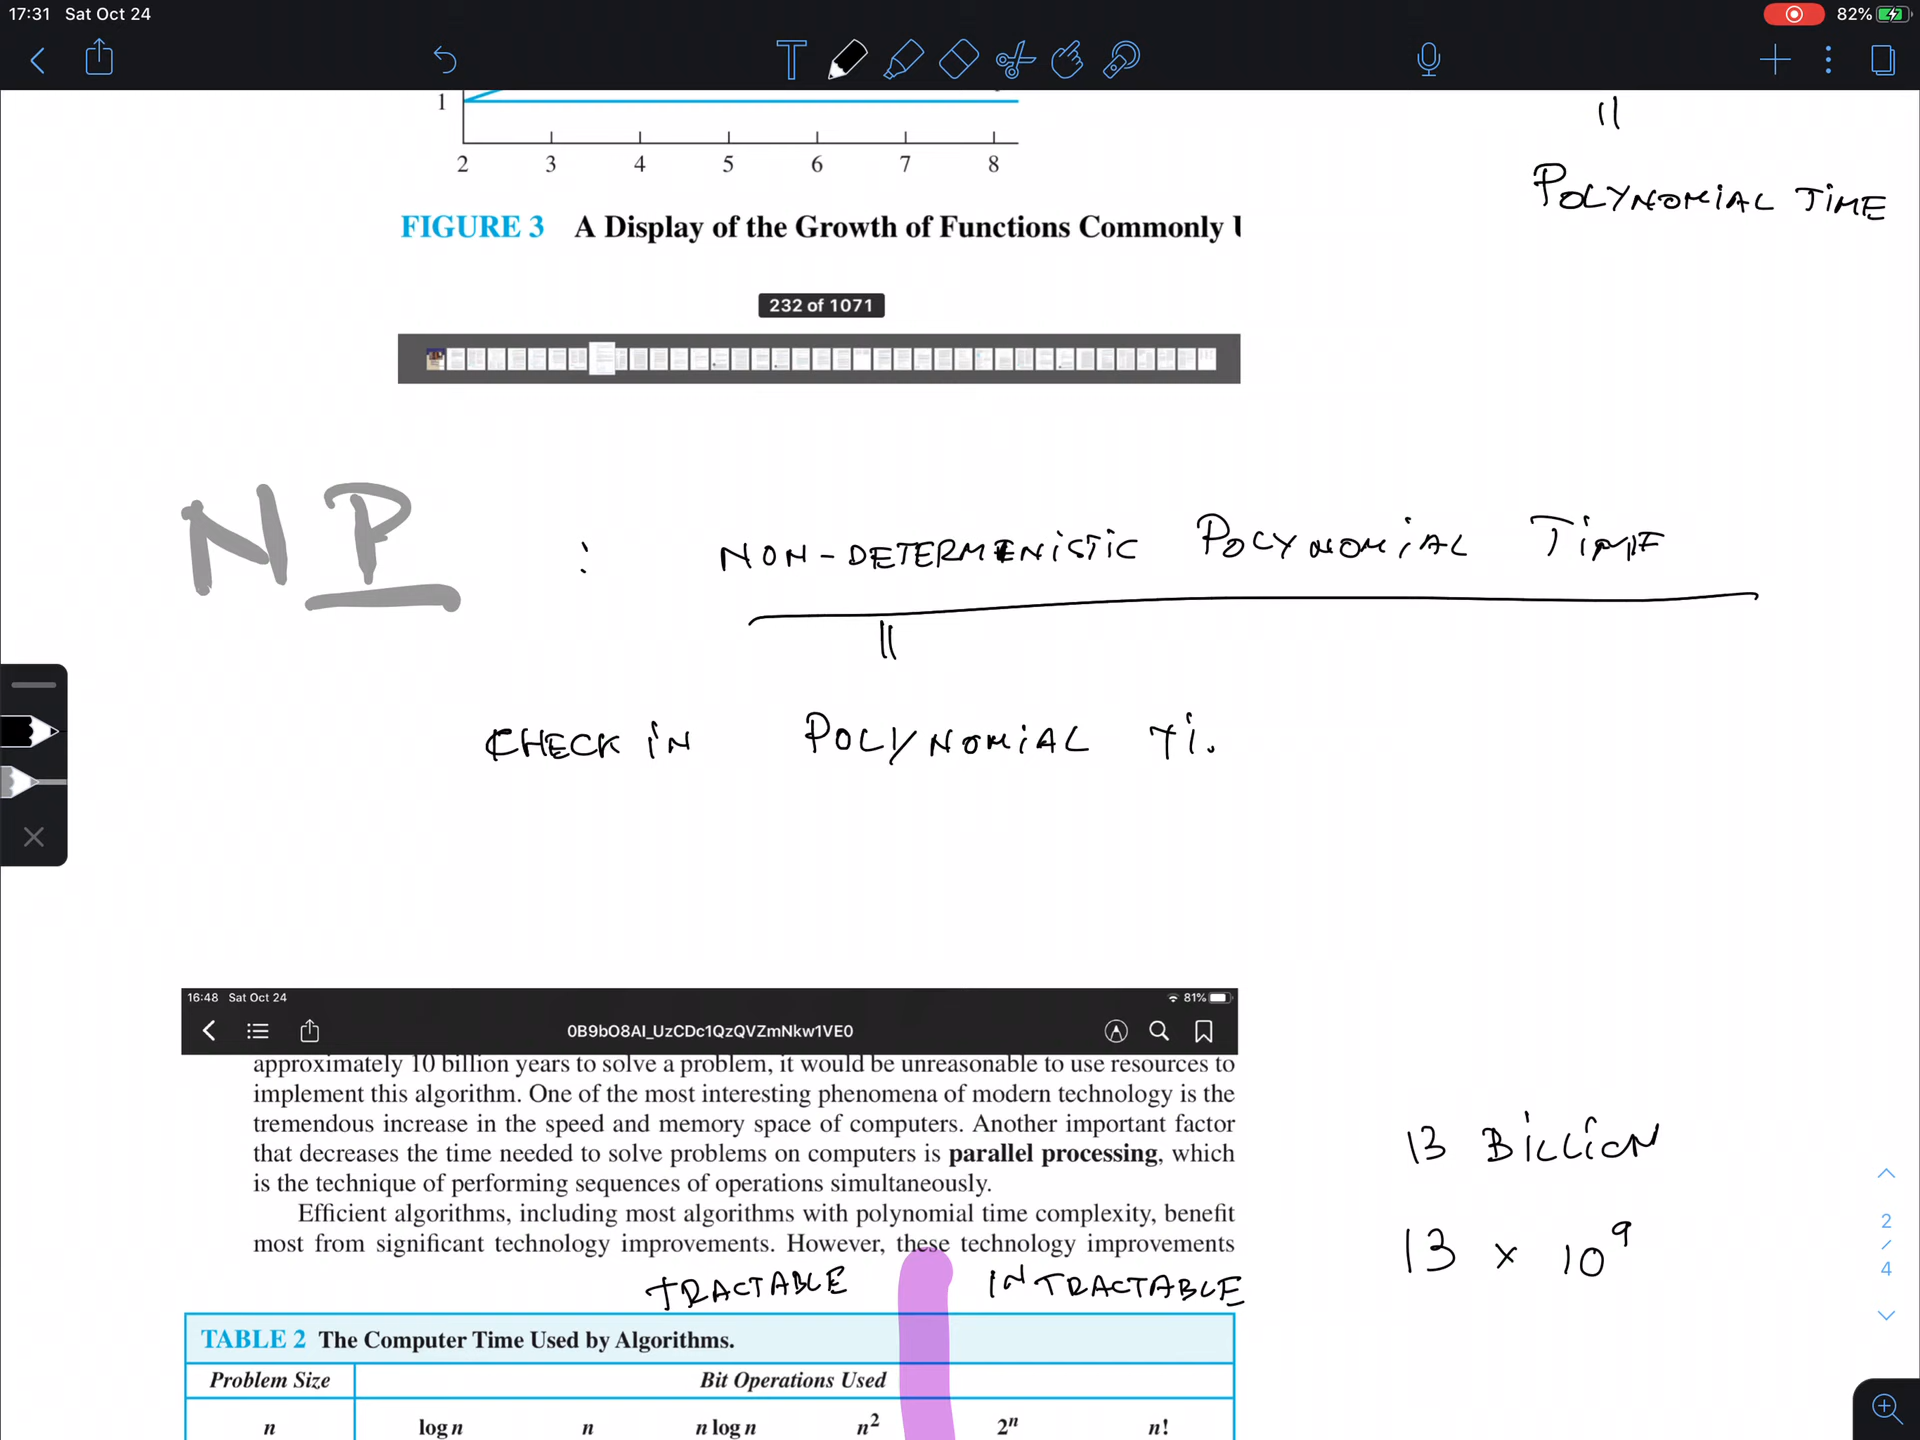 17:31 Sat Oct 24
82%
1
2 3 4 5 6 7 8
POLYNOMIAL TIME
FIGURE 3 A Display of the Growth of Functions Commonly
232 of 1071
NP : NON-DETERMENISTIC POLYNOMIAL TIME
CHECK IN POLYNOMIAL TI.
16:48 Sat Oct 24
81%
0B9bO8AI_UzCDc1QzQVZmNkw1VE0
approximately 10 billion years to solve a problem, it would be unreasonable to use resources to
implement this algorithm. One of the most interesting phenomena of modern technology is the
tremendous increase in the speed and memory space of computers. Another important factor
that decreases the time needed to solve problems on computers is parallel processing, which
is the technique of performing sequences of operations simultaneously.
Efficient algorithms, including most algorithms with polynomial time complexity, benefit
most from significant technology improvements. However, these technology improvements
13 BILLION
13 × 10⁹
2 / 4
TRACTABLE INTRACTABLE
TABLE 2 The Computer Time Used by Algorithms.
Problem Size Bit Operations Used
n log n n n log n n² 2ⁿ n!